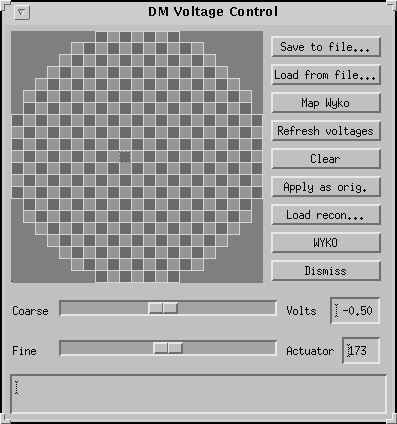 DM Voltage Control
Save to file...
Load from file...
Map Wyko
Refresh voltages
Clear
Apply as orig.
Load recon...
WYKO
Dismiss
Coarse
Volts
-0.50
Fine
Actuator
173